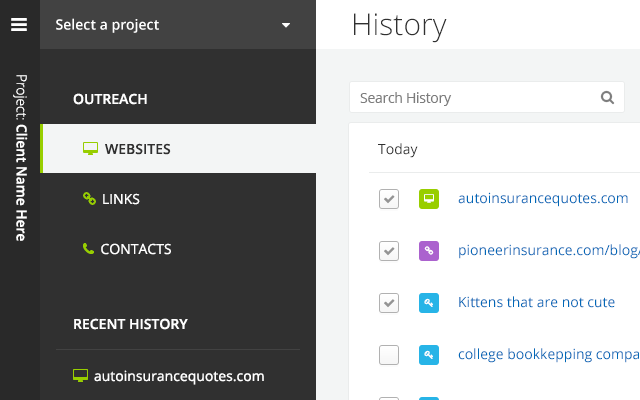 Select a project
History
Project: Client Name Here
OUTREACH
WEBSITES
LINKS
CONTACTS
RECENT HISTORY
autoinsurancequotes.com
Search History
Today
autoinsurancequotes.com
pioneerinsurance.com/blog/
Kittens that are not cute
college bookkepping compa